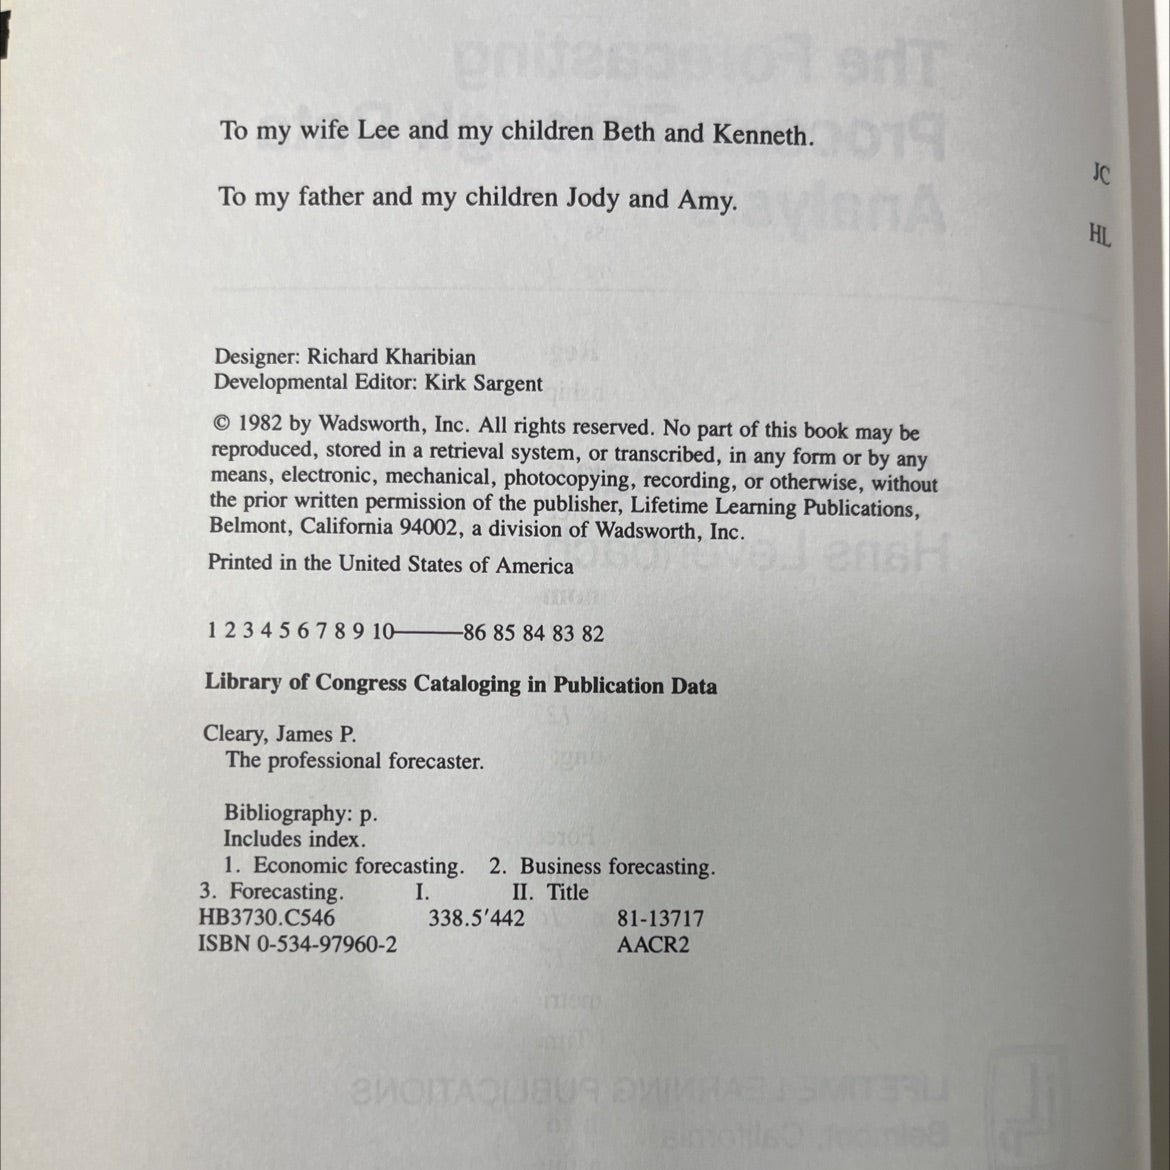 To my wife Lee and my children Beth and Kenneth.
JC
To my father and my children Jody and Amy.
HL
Designer: Richard Kharibian
Developmental Editor: Kirk Sargent
© 1982 by Wadsworth, Inc. All rights reserved. No part of this book may be
reproduced, stored in a retrieval system, or transcribed, in any form or by any
means, electronic, mechanical, photocopying, recording, or otherwise, without
the prior written permission of the publisher, Lifetime Learning Publications,
Belmont, California 94002, a division of Wadsworth, Inc.
Printed in the United States of America
1 2 3 4 5 6 7 8 9 10———86 85 84 83 82
Library of Congress Cataloging in Publication Data
Cleary, James P.
The professional forecaster.
Bibliography: p.
Includes index.
1. Economic forecasting. 2. Business forecasting.
3. Forecasting. I. II. Title
HB3730.C546 338.5′442 81-13717
ISBN 0-534-97960-2 AACR2